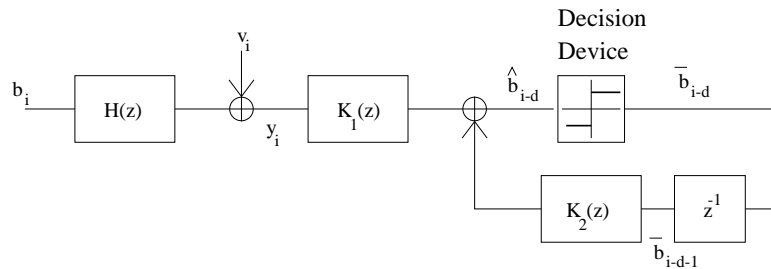 Decision
Device
v_i
b_i
H(z)
y_i
K_1(z)
b̂_{i-d}
b̄_{i-d}
K_2(z)
z^{-1}
b̄_{i-d-1}